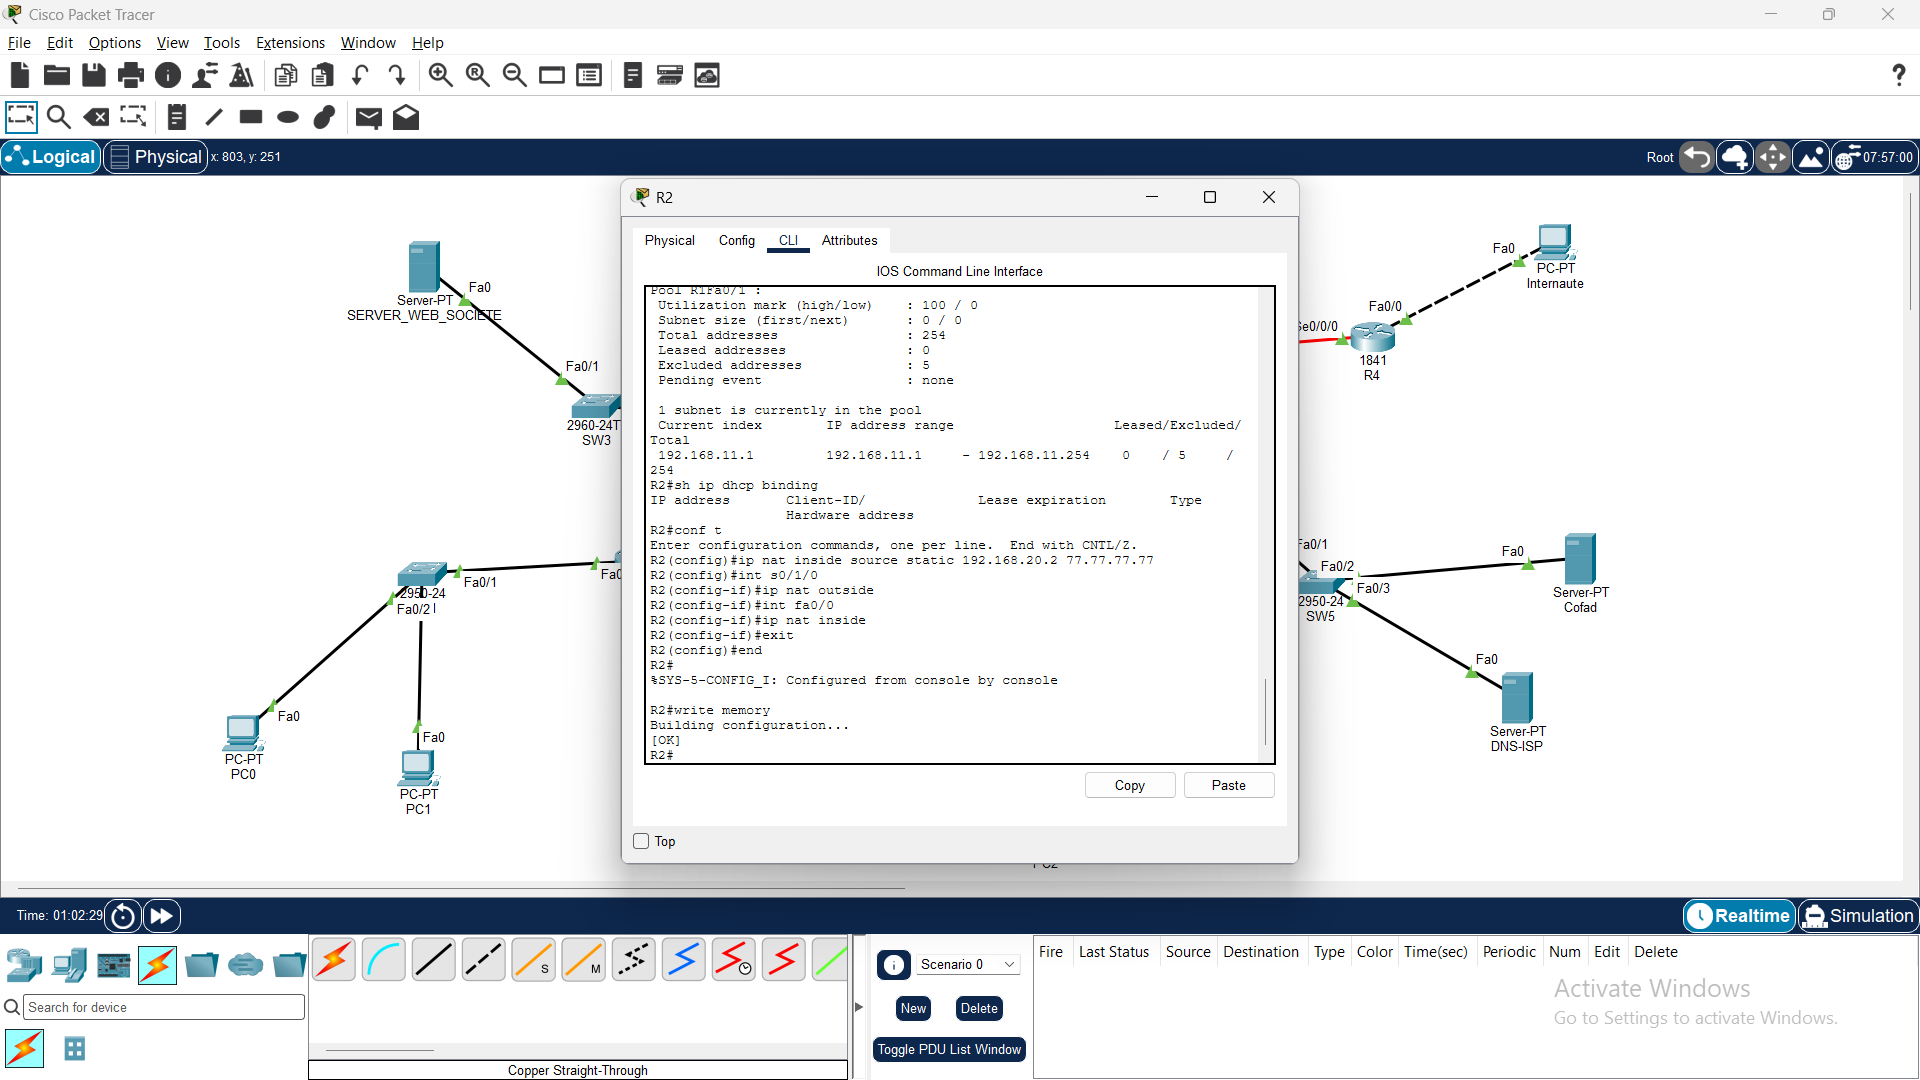 Cisco Packet Tracer
File Edit Options View Tools Extensions Window Help
Logical Physical x: 803, y: 251
Root 07:57:00
R2
Physical Config CLI Attributes
IOS Command Line Interface
Pool R1Fa0/1 :
Utilization mark (high/low) : 100 / 0
Subnet size (first/next) : 0 / 0
Total addresses : 254
Leased addresses : 0
Excluded addresses : 5
Pending event : none
1 subnet is currently in the pool
Current index IP address range Leased/Excluded/
Total
192.168.11.1 192.168.11.1 - 192.168.11.254 0 / 5 /
254
R2#sh ip dhcp binding
IP address Client-ID/ Lease expiration Type
Hardware address
R2#conf t
Enter configuration commands, one per line. End with CNTL/Z.
R2(config)#ip nat inside source static 192.168.20.2 77.77.77.77
R2(config)#int s0/1/0
R2(config-if)#ip nat outside
R2(config-if)#int fa0/0
R2(config-if)#ip nat inside
R2(config-if)#exit
R2(config)#end
R2#
%SYS-5-CONFIG_I: Configured from console by console
R2#write memory
Building configuration...
[OK]
R2#
Copy Paste
Top
Fa0
Server-PT
SERVER_WEB_SOCIETE
Fa0/1
2960-24T
SW3
Fa0/1
2950-24
Fa0/2
Fa0
PC-PT
PC0
Fa0
PC-PT
PC1
Fa0
PC-PT
Internaute
Fa0/0
Se0/0/0
1841
R4
Fa0/1
Fa0/2
Fa0/3
2950-24
SW5
Fa0
Server-PT
Cofad
Fa0
Server-PT
DNS-ISP
PC2
Time: 01:02:29
Realtime Simulation
Search for device
S
M
Copper Straight-Through
Scenario 0
New Delete
Toggle PDU List Window
Fire Last Status Source Destination Type Color Time(sec) Periodic Num Edit Delete
Activate Windows
Go to Settings to activate Windows.